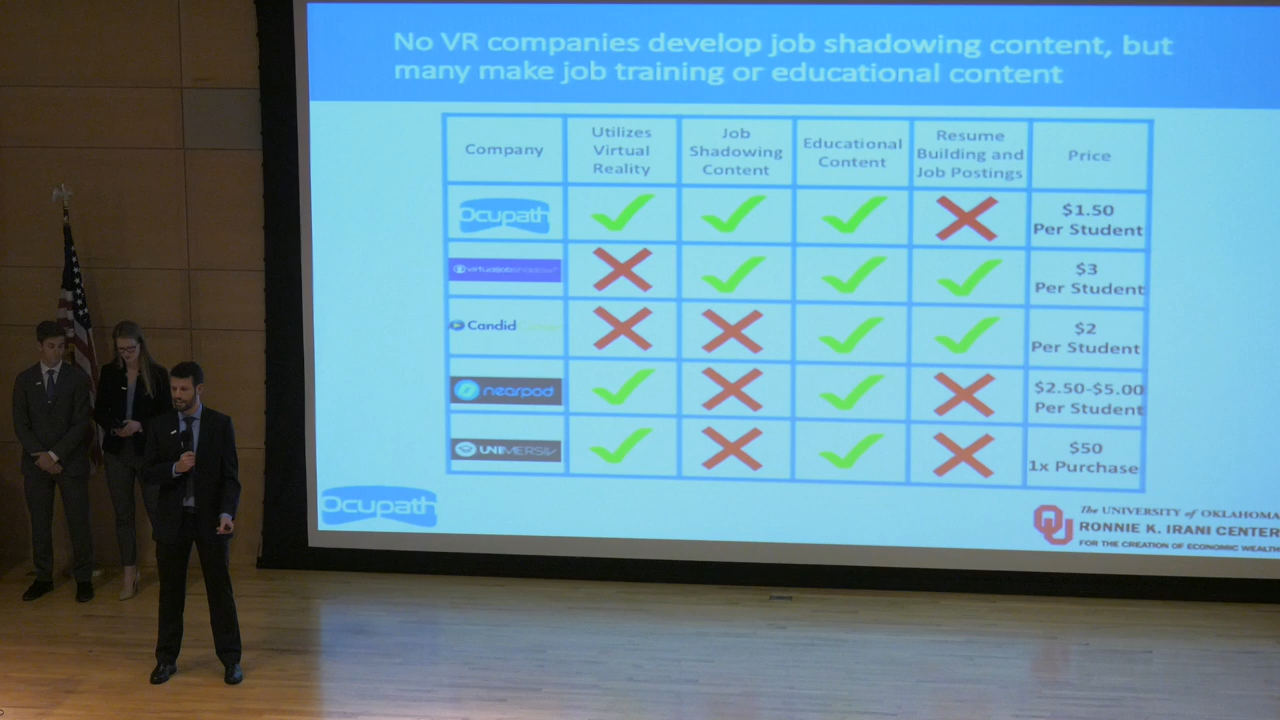 No VR companies develop job shadowing content, but
many make job training or educational content
Company
Utilizes
Virtual
Reality
Job
Shadowing
Content
Educational
Content
Resume
Building and
Job Postings
Price
Ocupath
$1.50
Per Student
virtualjobshadow
$3
Per Student
Candid
$2
Per Student
nearpod
$2.50-$5.00
Per Student
UNIMERSIV
$50
1x Purchase
Ocupath
The UNIVERSITY of OKLAHOMA
RONNIE K. IRANI CENTER
FOR THE CREATION OF ECONOMIC WEALTH